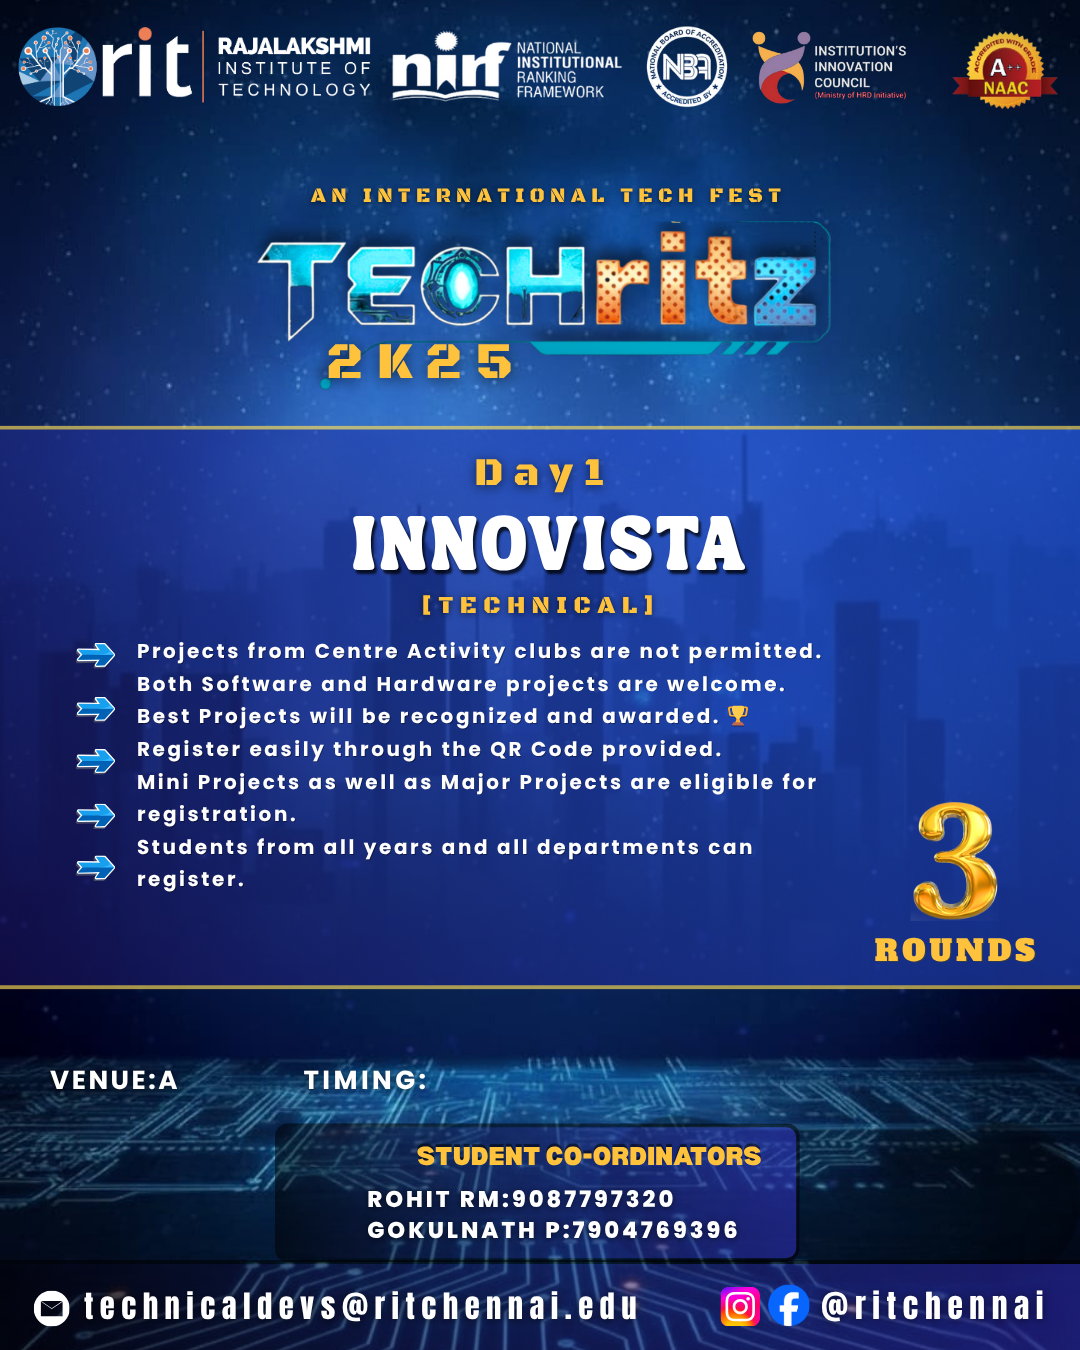 rit
RAJALAKSHMI
INSTITUTE OF
TECHNOLOGY
nirf
NATIONAL
INSTITUTIONAL
RANKING
FRAMEWORK
NATIONAL BOARD OF ACCREDITATION
NBA
ACCREDITED BY
INSTITUTION'S
INNOVATION
COUNCIL
(Ministry of HRD Initiative)
ACCREDITED WITH GRADE
A++
NAAC
AN INTERNATIONAL TECH FEST
TECHritz
2K25
Day1
INNOVISTA
[TECHNICAL]
Projects from Centre Activity clubs are not permitted.
Both Software and Hardware projects are welcome.
Best Projects will be recognized and awarded. 🏆
Register easily through the QR Code provided.
Mini Projects as well as Major Projects are eligible for
registration.
Students from all years and all departments can
register.
3
ROUNDS
VENUE:A
TIMING:
STUDENT CO-ORDINATORS
ROHIT RM:9087797320
GOKULNATH P:7904769396
technicaldevs@ritchennai.edu
@ritchennai